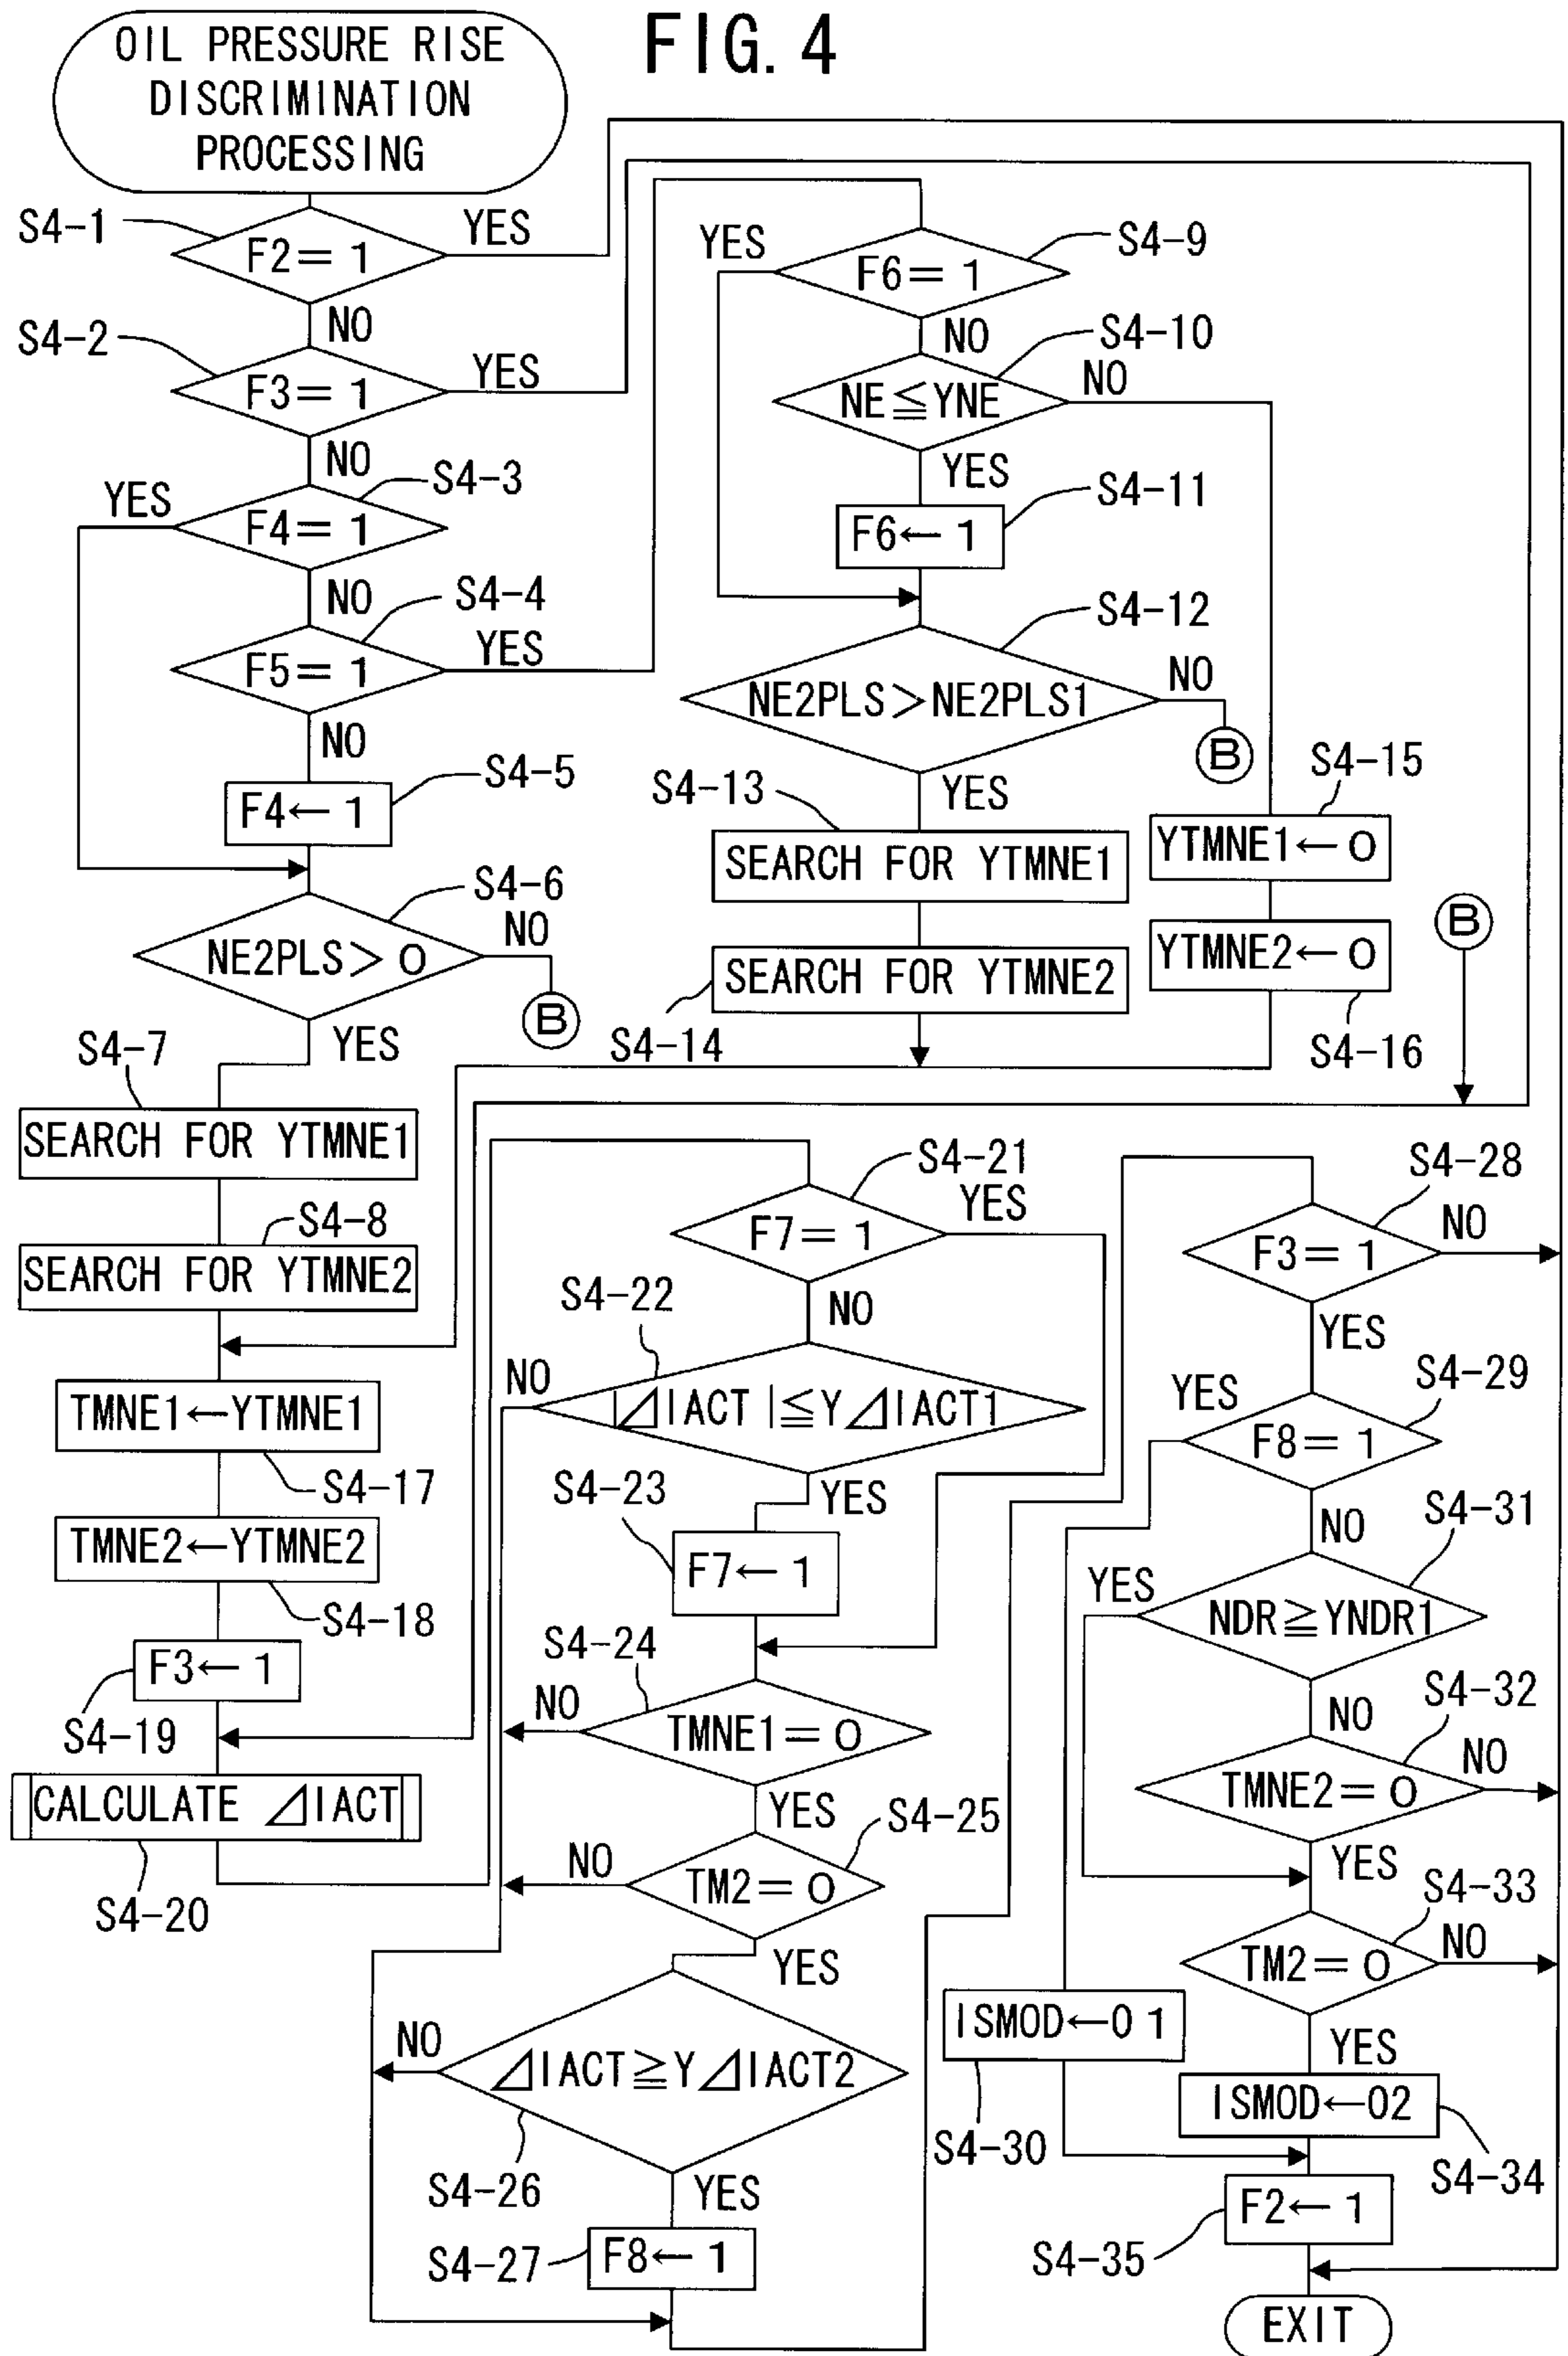 FIG. 4
OIL PRESSURE RISE
DISCRIMINATION
PROCESSING
S4-1
F2= 1
YES
NO
S4-2
F3= 1
YES
NO
S4-3
YES
F4= 1
NO
S4-4
F5= 1
YES
NO
S4-5
F4← 1
S4-6
NE2PLS> 0
NO
B
YES
S4-7
SEARCH FOR YTMNE1
S4-8
SEARCH FOR YTMNE2
S4-9
YES
F6= 1
NO
S4-10
NE≦YNE
NO
YES
S4-11
F6← 1
S4-12
NE2PLS>NE2PLS1
NO
B
YES
S4-13
SEARCH FOR YTMNE1
SEARCH FOR YTMNE2
S4-14
S4-15
YTMNE1←0
YTMNE2←0
S4-16
B
TMNE1←YTMNE1
S4-17
TMNE2←YTMNE2
S4-18
F3← 1
S4-19
CALCULATE ⊿IACT
S4-20
S4-21
F7= 1
YES
NO
S4-22
NO
|⊿IACT|≦Y⊿IACT1
YES
S4-23
F7← 1
S4-24
NO
TMNE1=0
YES
S4-25
NO
TM2=0
YES
NO
⊿IACT≧Y⊿IACT2
S4-26
YES
S4-27
F8← 1
S4-28
F3= 1
NO
YES
S4-29
YES
F8= 1
NO
S4-31
YES
NDR≧YNDR1
NO
S4-32
TMNE2=0
NO
YES
S4-33
TM2=0
NO
YES
ISMOD←0 1
S4-30
ISMOD←02
S4-34
F2← 1
S4-35
EXIT